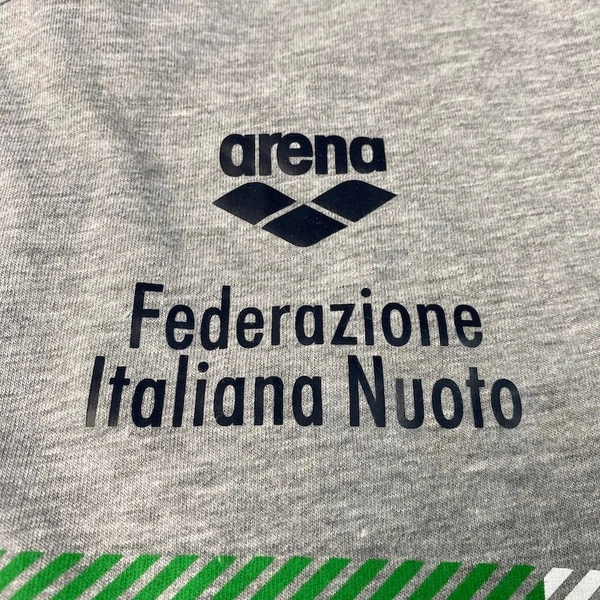 arena
Federazione
Italiana Nuoto